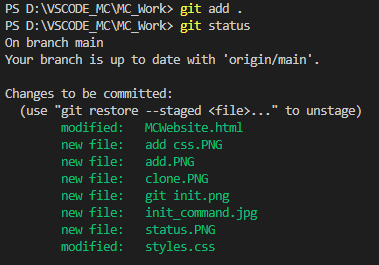 PS D:\VSCODE_MC\MC_Work> git add .
PS D:\VSCODE_MC\MC_Work> git status
On branch main
Your branch is up to date with 'origin/main'.
Changes to be committed:
(use "git restore --staged <file>..." to unstage)
modified: MCWebsite.html
new file: add css.PNG
new file: add.PNG
new file: clone.PNG
new file: git init.png
new file: init_command.jpg
new file: status.PNG
modified: styles.css